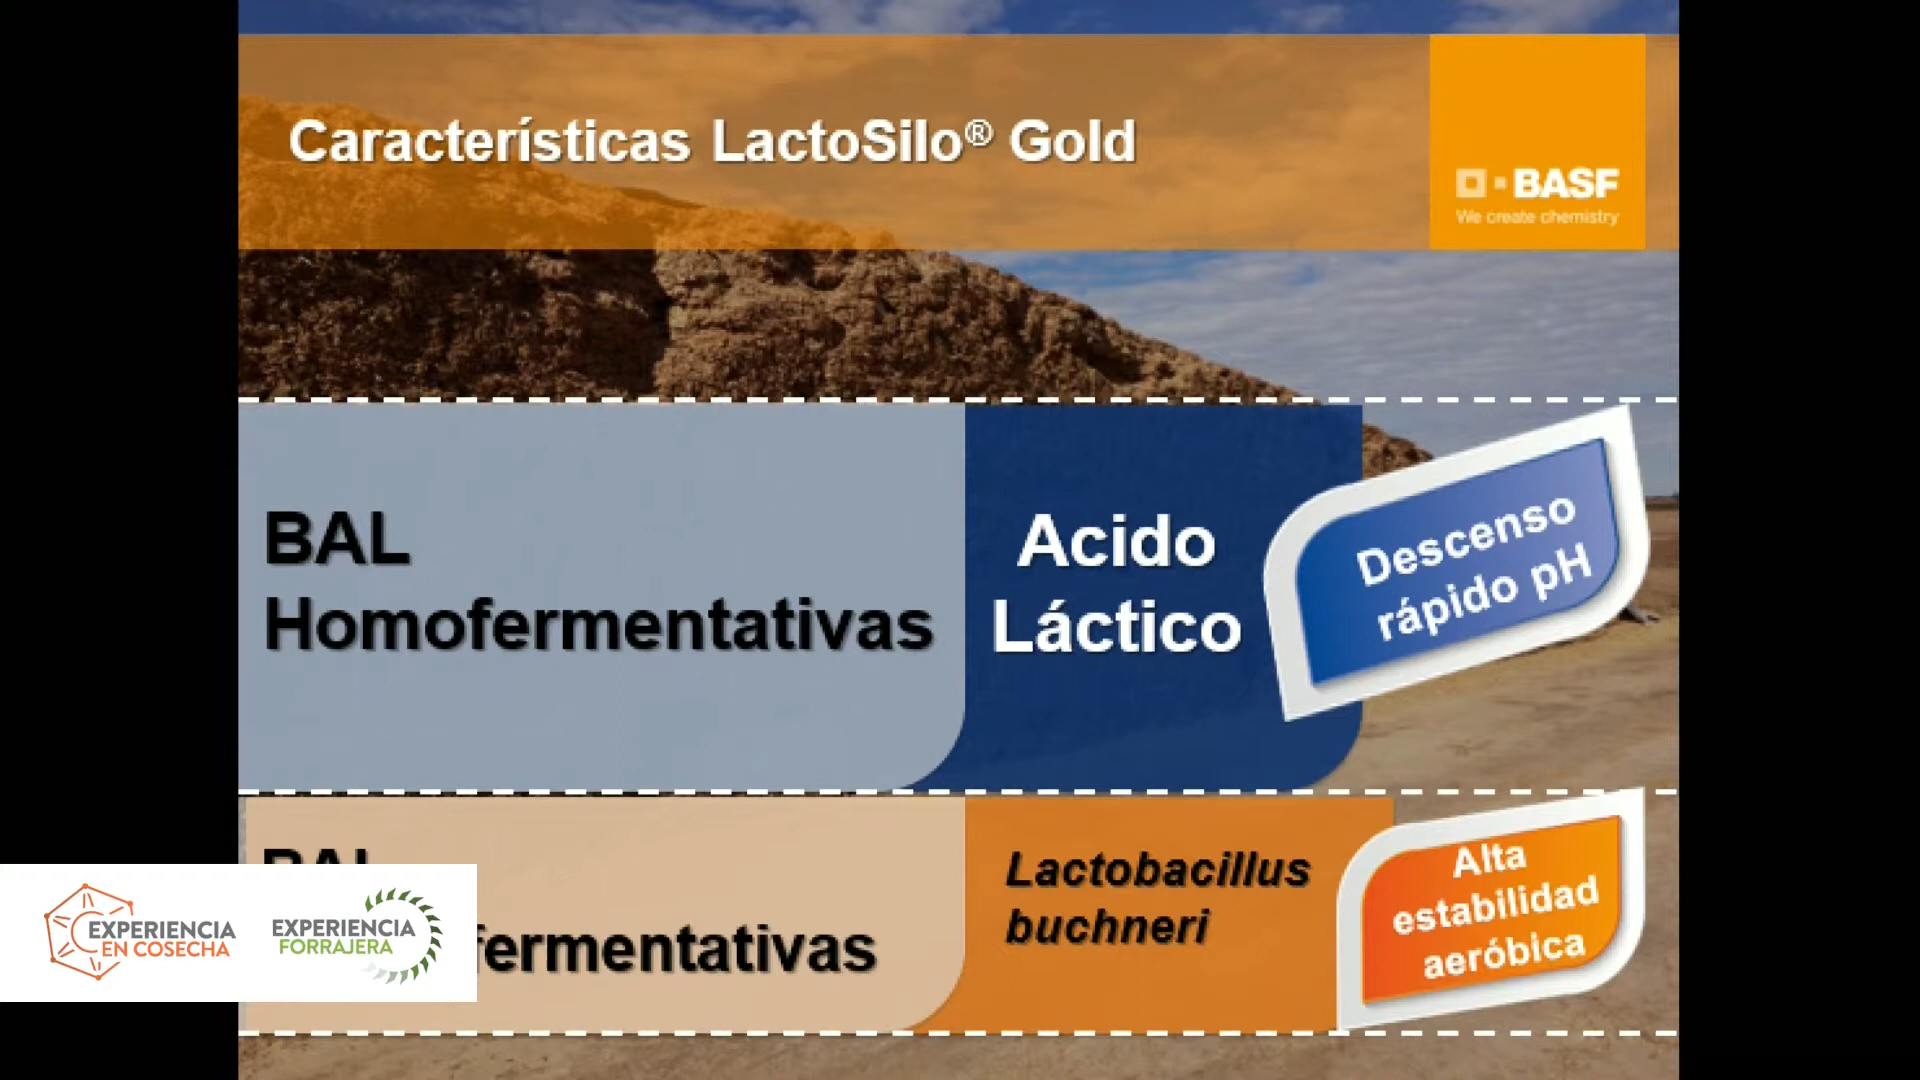 Características LactoSilo® Gold
BASF
We create chemistry
BAL
Homofermentativas
Acido
Láctico
Descenso
rápido pH
fermentativas
Lactobacillus
buchneri
Alta
estabilidad
aeróbica
EXPERIENCIA
EN COSECHA
EXPERIENCIA
FORRAJERA